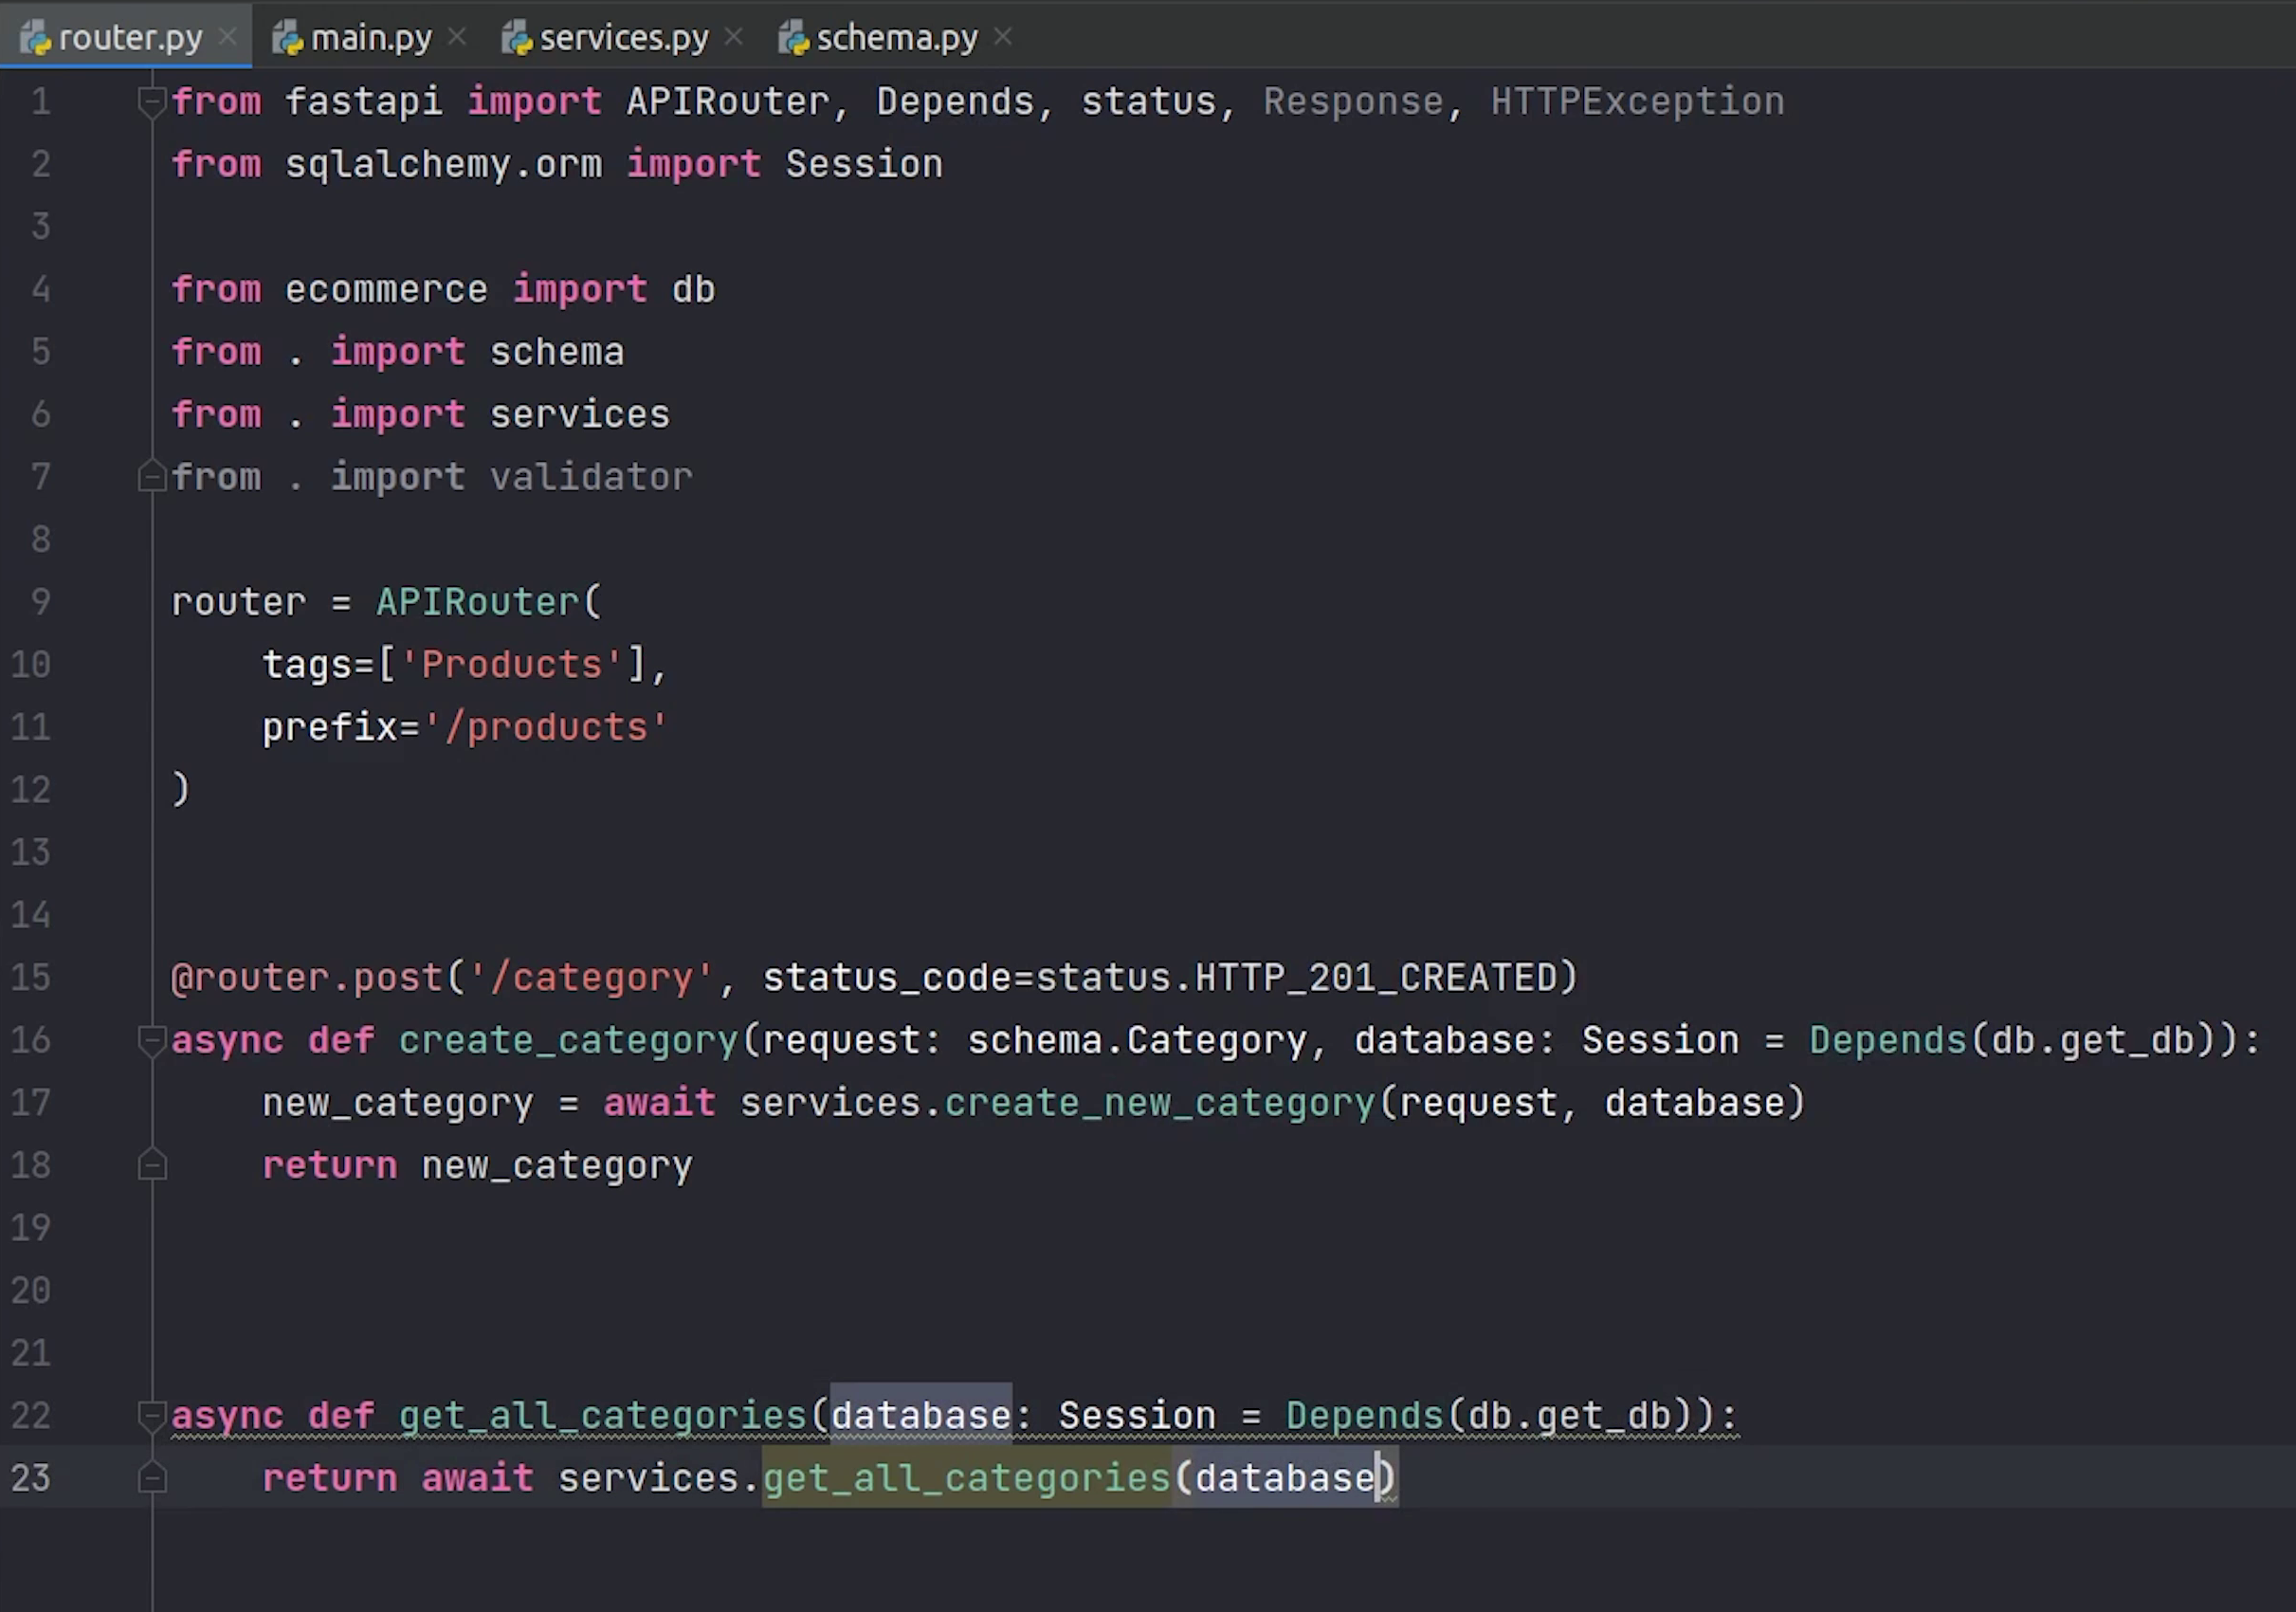 router.py main.py services.py schema.py
1 from fastapi import APIRouter, Depends, status, Response, HTTPException
2 from sqlalchemy.orm import Session
3
4 from ecommerce import db
5 from . import schema
6 from . import services
7 from . import validator
8
9 router = APIRouter(
10     tags=['Products'],
11     prefix='/products'
12 )
13
14
15 @router.post('/category', status_code=status.HTTP_201_CREATED)
16 async def create_category(request: schema.Category, database: Session = Depends(db.get_db)):
17     new_category = await services.create_new_category(request, database)
18     return new_category
19
20
21
22 async def get_all_categories(database: Session = Depends(db.get_db)):
23     return await services.get_all_categories(database)